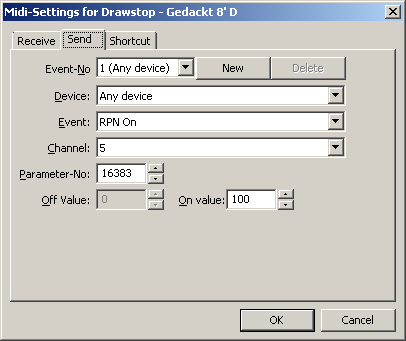 Midi-Settings for Drawstop - Gedackt 8' D
Receive Send Shortcut
Event-No 1 (Any device) New Delete
Device: Any device
Event: RPN On
Channel: 5
Parameter-No: 16383
Off Value: 0 On value: 100
OK Cancel